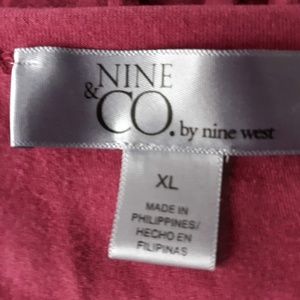 NINE
& CO. by nine west
XL
MADE IN
PHILIPPINES/
HECHO EN
FILIPINAS